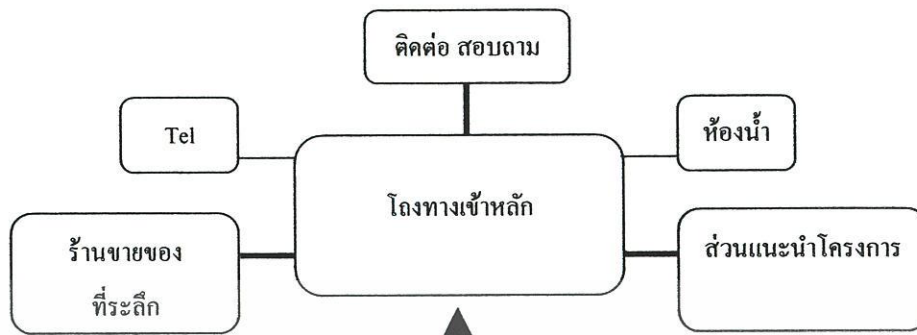 ติดต่อ สอบถาม
Tel
ห้องน้ำ
โถงทางเข้าหลัก
ร้านขายของ
ที่ระลึก
ส่วนแนะนำโครงการ